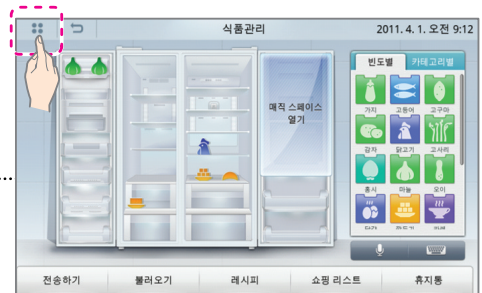 식품관리
2011. 4. 1. 오전 9:12
매직 스페이스
열기
빈도별
카테고리별
가지
고등어
고구마
감자
닭고기
고사리
홍시
마늘
오이
전송하기
불러오기
레시피
쇼핑 리스트
휴지통